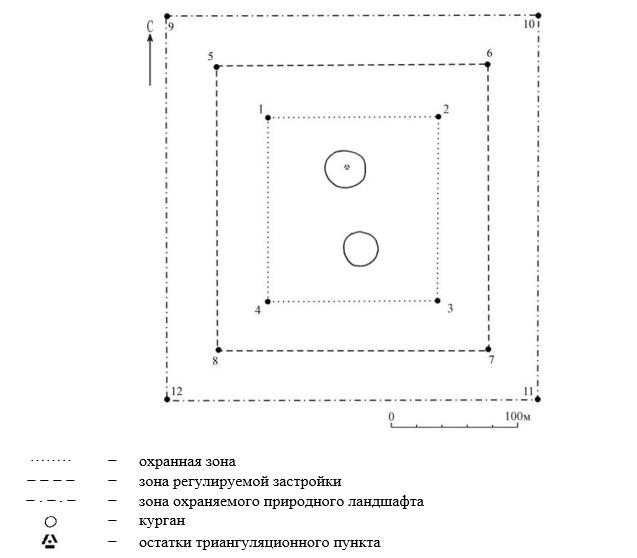 С
9
10
5
6
1
2
4
3
8
7
12
11
0
100м
– охранная зона
– зона регулируемой застройки
– зона охраняемого природного ландшафта
– курган
– остатки триангуляционного пункта